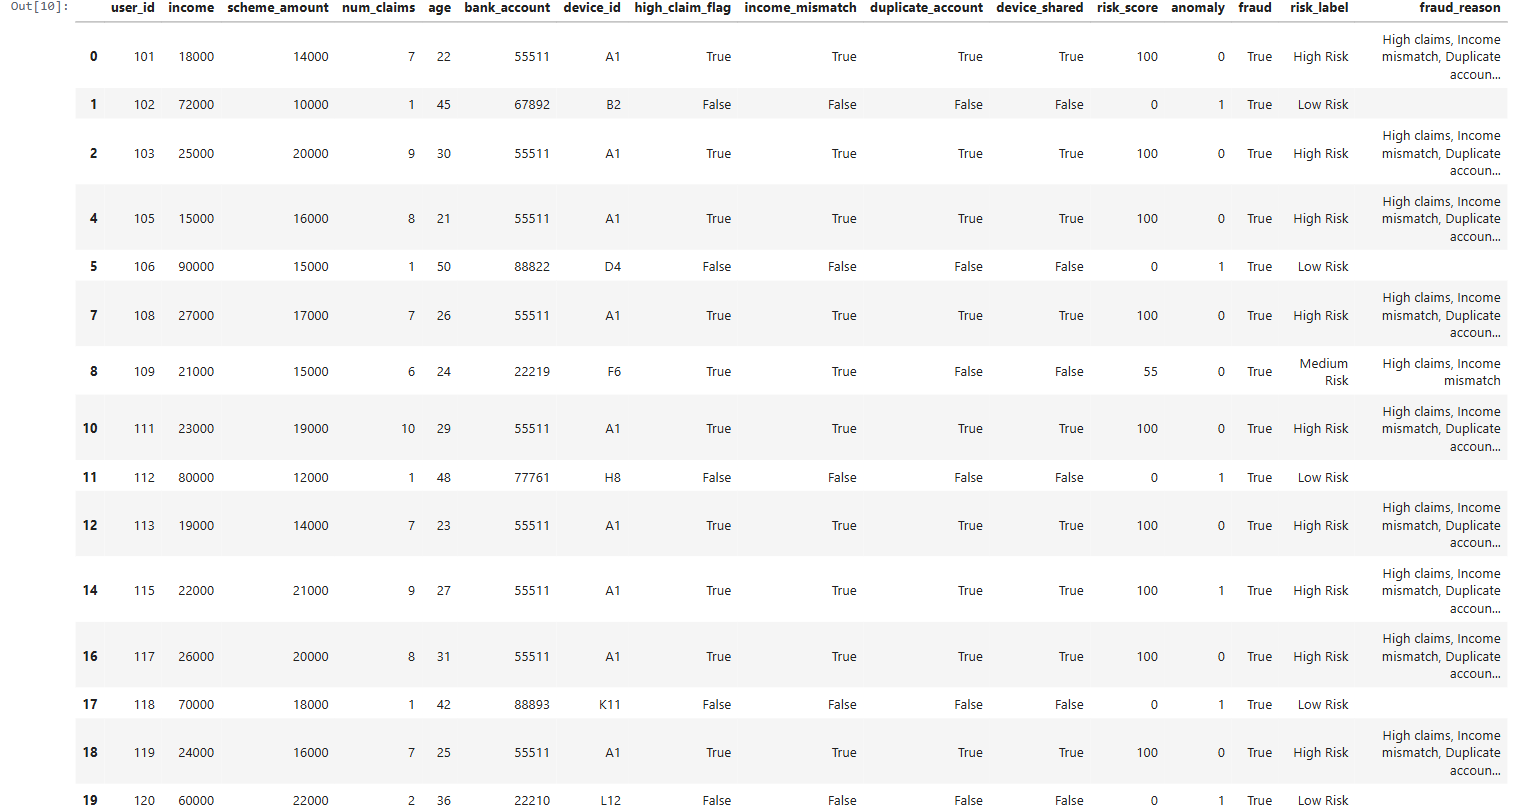 Out[10]:
user_id income scheme_amount num_claims age bank_account device_id high_claim_flag income_mismatch duplicate_account device_shared risk_score anomaly fraud risk_label fraud_reason
0 101 18000 14000 7 22 55511 A1 True True True True 100 0 True High Risk High claims, Income mismatch, Duplicate accoun...
1 102 72000 10000 1 45 67892 B2 False False False False 0 1 True Low Risk
2 103 25000 20000 9 30 55511 A1 True True True True 100 0 True High Risk High claims, Income mismatch, Duplicate accoun...
4 105 15000 16000 8 21 55511 A1 True True True True 100 0 True High Risk High claims, Income mismatch, Duplicate accoun...
5 106 90000 15000 1 50 88822 D4 False False False False 0 1 True Low Risk
7 108 27000 17000 7 26 55511 A1 True True True True 100 0 True High Risk High claims, Income mismatch, Duplicate accoun...
8 109 21000 15000 6 24 22219 F6 True True False False 55 0 True Medium Risk High claims, Income mismatch
10 111 23000 19000 10 29 55511 A1 True True True True 100 0 True High Risk High claims, Income mismatch, Duplicate accoun...
11 112 80000 12000 1 48 77761 H8 False False False False 0 1 True Low Risk
12 113 19000 14000 7 23 55511 A1 True True True True 100 0 True High Risk High claims, Income mismatch, Duplicate accoun...
14 115 22000 21000 9 27 55511 A1 True True True True 100 1 True High Risk High claims, Income mismatch, Duplicate accoun...
16 117 26000 20000 8 31 55511 A1 True True True True 100 0 True High Risk High claims, Income mismatch, Duplicate accoun...
17 118 70000 18000 1 42 88893 K11 False False False False 0 1 True Low Risk
18 119 24000 16000 7 25 55511 A1 True True True True 100 0 True High Risk High claims, Income mismatch, Duplicate accoun...
19 120 60000 22000 2 36 22210 L12 False False False False 0 1 True Low Risk